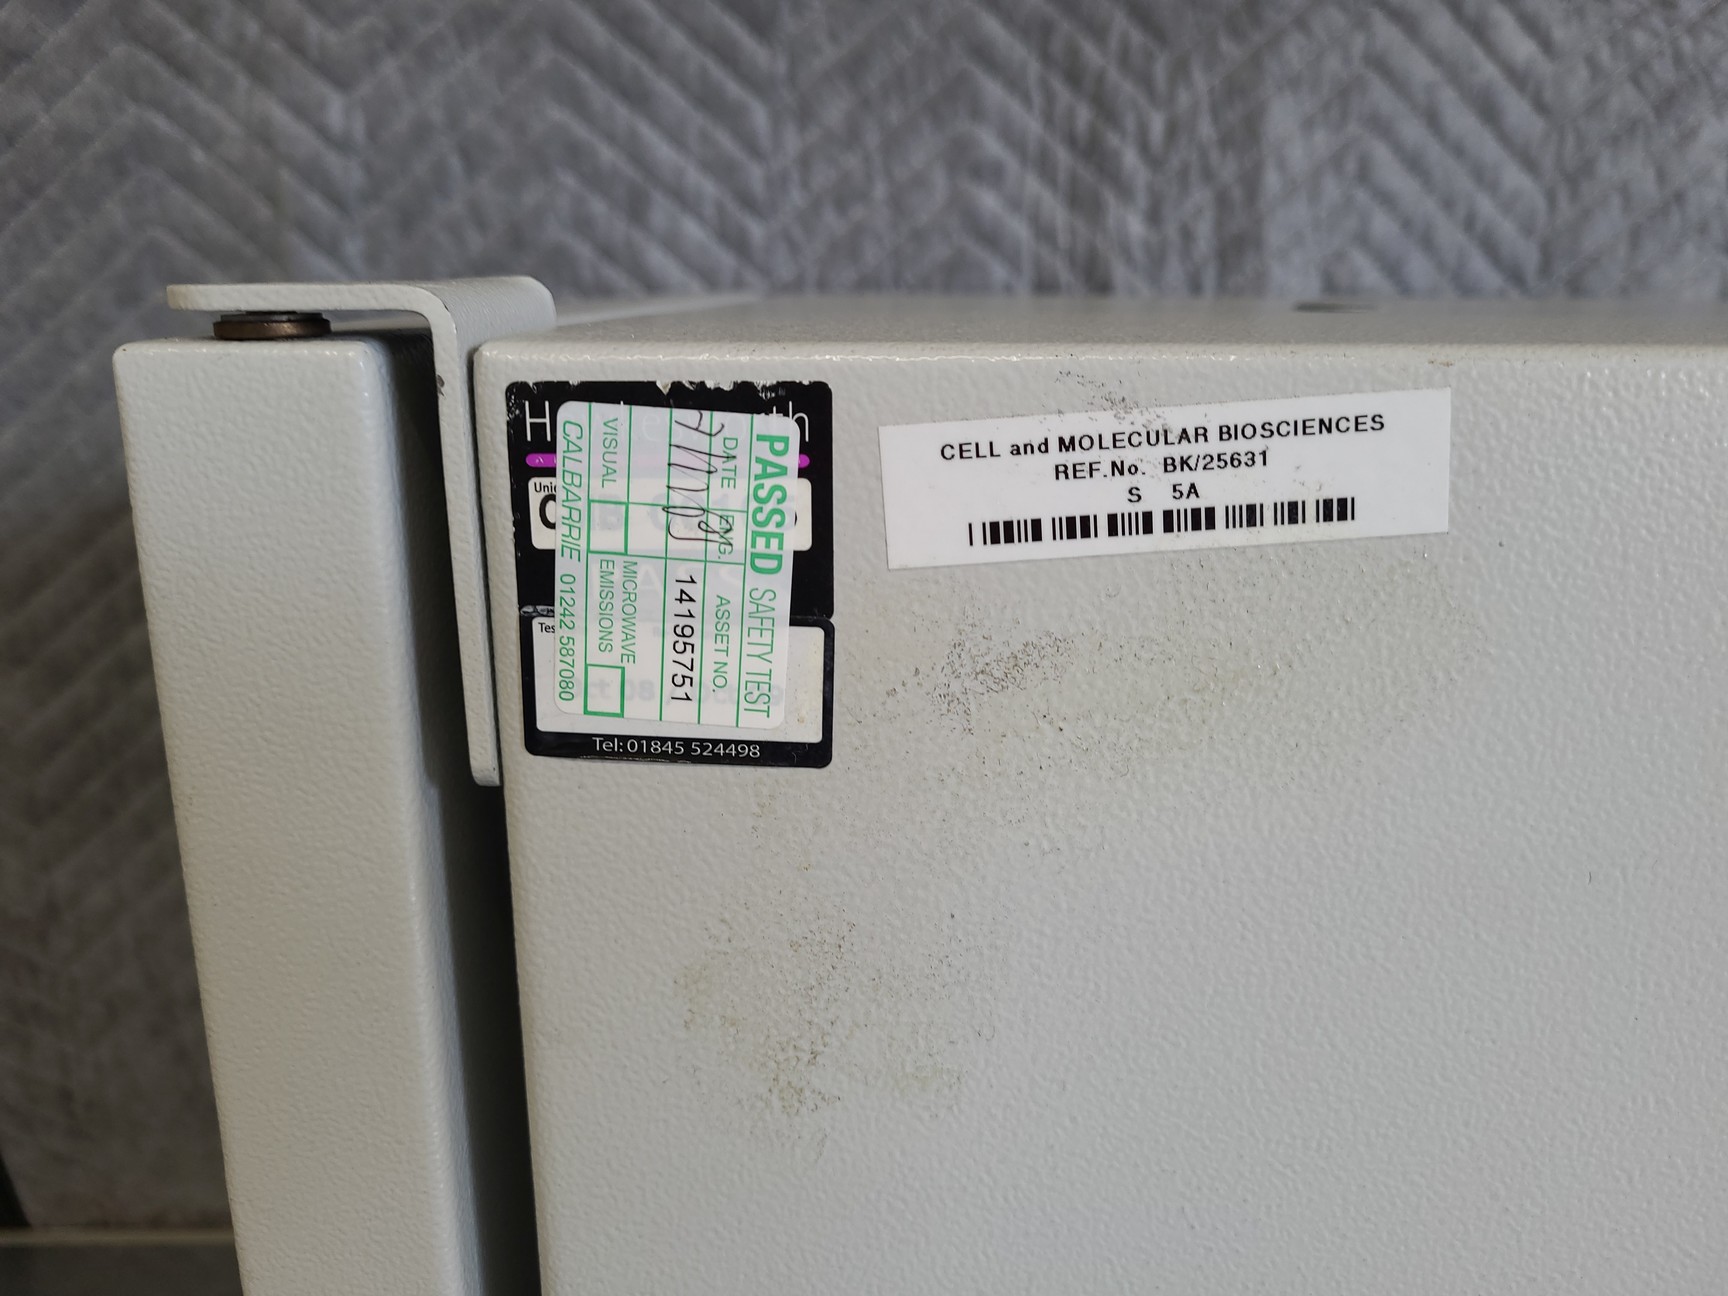 PASSED SAFETY TEST
DATE ENG. ASSET NO.
14195751
MICROWAVE
VISUAL EMISSIONS
CALBARRIE 01242 587080
Tel: 01845 524498
CELL and MOLECULAR BIOSCIENCES
REF.No. BK/25631
S 5A